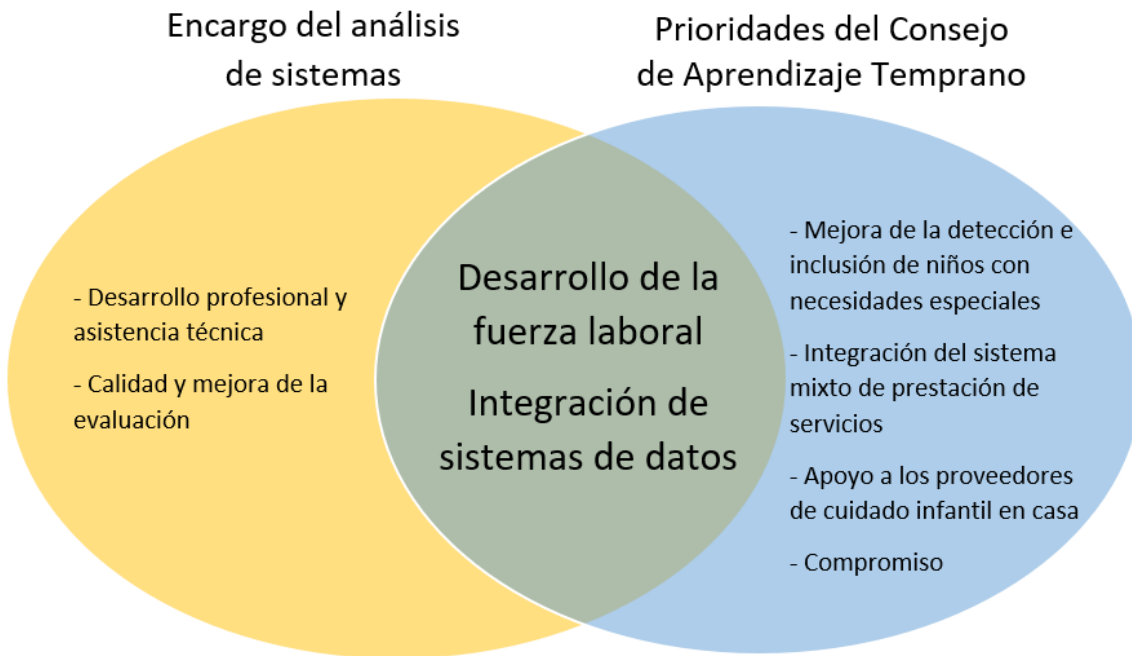 Encargo del análisis
de sistemas
Prioridades del Consejo
de Aprendizaje Temprano
- Desarrollo profesional y
asistencia técnica
- Calidad y mejora de la
evaluación
Desarrollo de la
fuerza laboral
Integración de
sistemas de datos
- Mejora de la detección e
inclusión de niños con
necesidades especiales
- Integración del sistema
mixto de prestación de
servicios
- Apoyo a los proveedores
de cuidado infantil en casa
- Compromiso